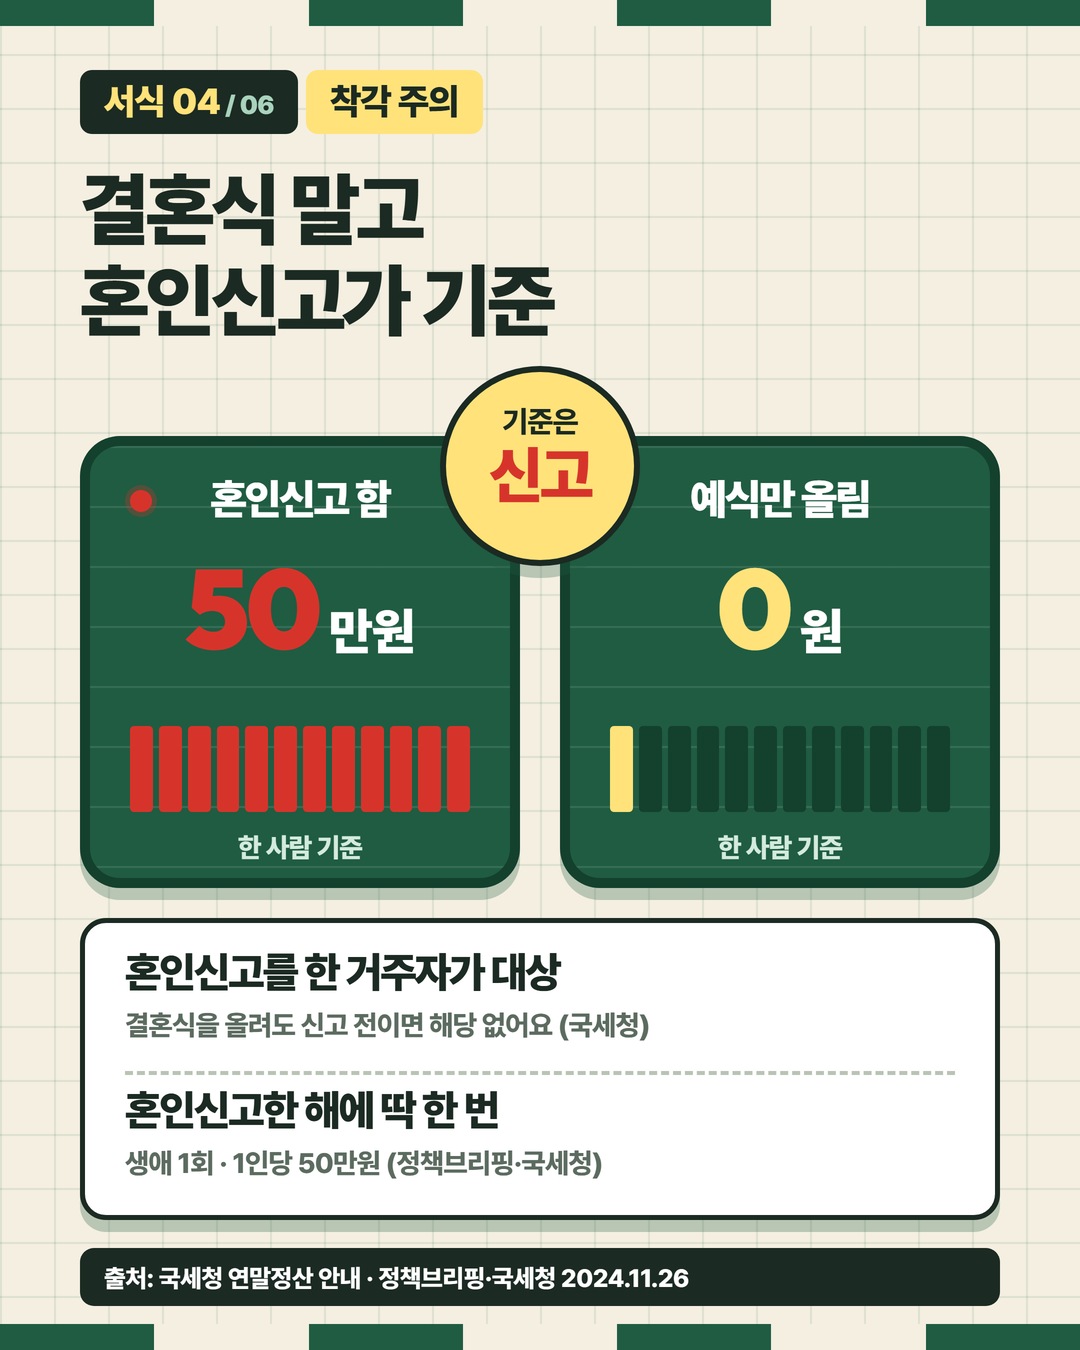 서식 04 / 06
착각 주의
결혼식 말고
혼인신고가 기준
기준은
신고
혼인신고 함
50 만원
한 사람 기준
예식만 올림
0 원
한 사람 기준
혼인신고를 한 거주자가 대상
결혼식을 올려도 신고 전이면 해당 없어요 (국세청)
혼인신고한 해에 딱 한 번
생애 1회 · 1인당 50만원 (정책브리핑·국세청)
출처: 국세청 연말정산 안내 · 정책브리핑·국세청 2024.11.26